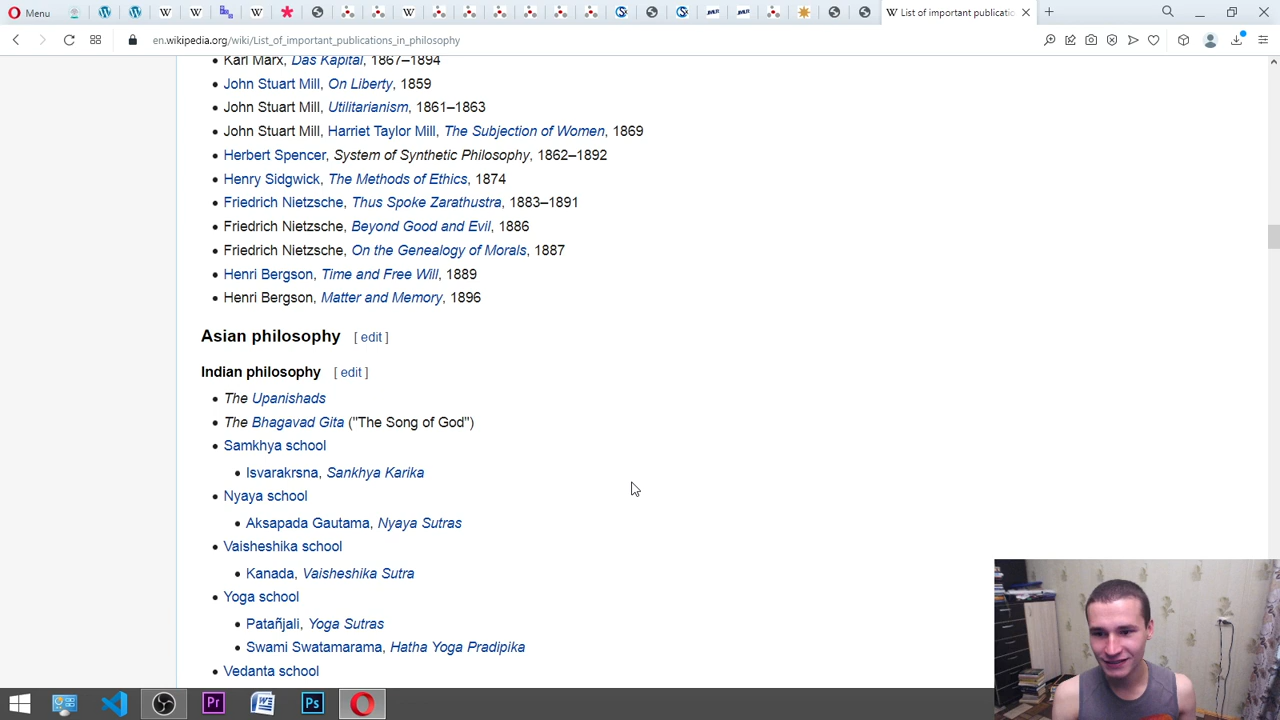 Menu
List of important publicatio
en.wikipedia.org/wiki/List_of_important_publications_in_philosophy
Karl Marx, Das Kapital, 1867–1894
John Stuart Mill, On Liberty, 1859
John Stuart Mill, Utilitarianism, 1861–1863
John Stuart Mill, Harriet Taylor Mill, The Subjection of Women, 1869
Herbert Spencer, System of Synthetic Philosophy, 1862–1892
Henry Sidgwick, The Methods of Ethics, 1874
Friedrich Nietzsche, Thus Spoke Zarathustra, 1883–1891
Friedrich Nietzsche, Beyond Good and Evil, 1886
Friedrich Nietzsche, On the Genealogy of Morals, 1887
Henri Bergson, Time and Free Will, 1889
Henri Bergson, Matter and Memory, 1896
Asian philosophy [ edit ]
Indian philosophy [ edit ]
The Upanishads
The Bhagavad Gita ("The Song of God")
Samkhya school
Isvarakrsna, Sankhya Karika
Nyaya school
Aksapada Gautama, Nyaya Sutras
Vaisheshika school
Kanada, Vaisheshika Sutra
Yoga school
Patañjali, Yoga Sutras
Swami Swatamarama, Hatha Yoga Pradipika
Vedanta school
Pr
Ps